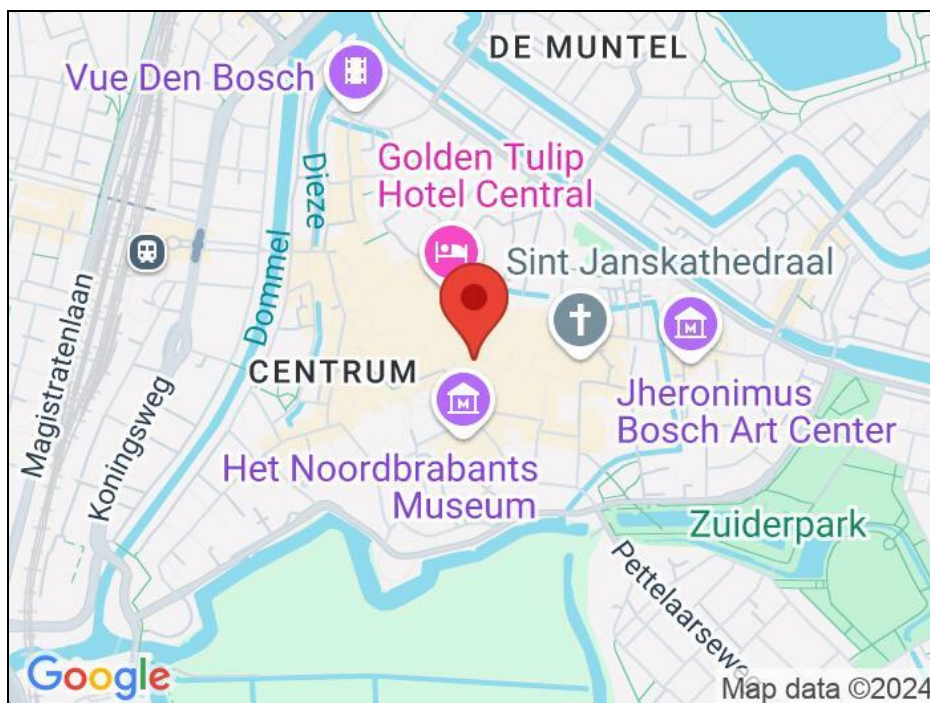 DE MUNTEL
Vue Den Bosch
Golden Tulip
Hotel Central
Dieze
Dommel
Sint Janskathedraal
Magistratenlaan
CENTRUM
Koningsweg
Jheronimus
Bosch Art Center
Het Noordbrabants
Museum
Zuiderpark
Pettelaarseweg
Google
Map data ©2024